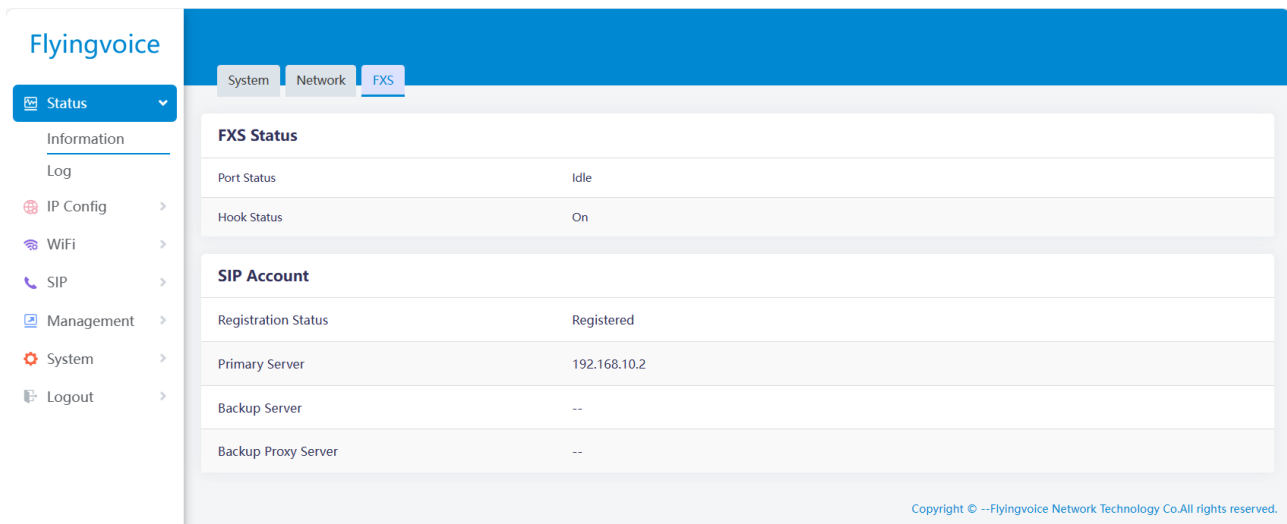 Flyingvoice
System Network FXS
Status
Information
Log
IP Config
WiFi
SIP
Management
System
Logout
FXS Status
Port Status Idle
Hook Status On
SIP Account
Registration Status Registered
Primary Server 192.168.10.2
Backup Server --
Backup Proxy Server --
Copyright © --Flyingvoice Network Technology Co.All rights reserved.